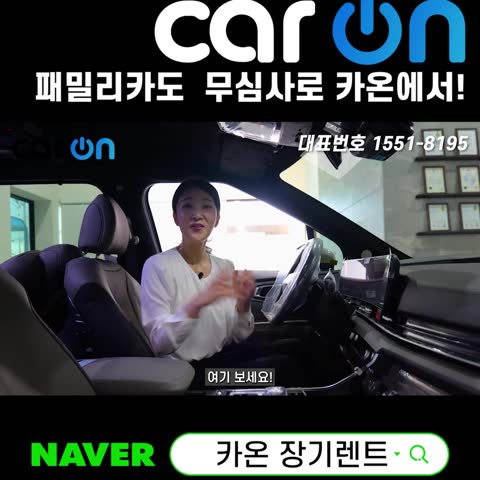 car on
패밀리카도 무심사로 카온에서!
car on
대표번호 1551-8195
여기 보세요!
NAVER
카온 장기렌트